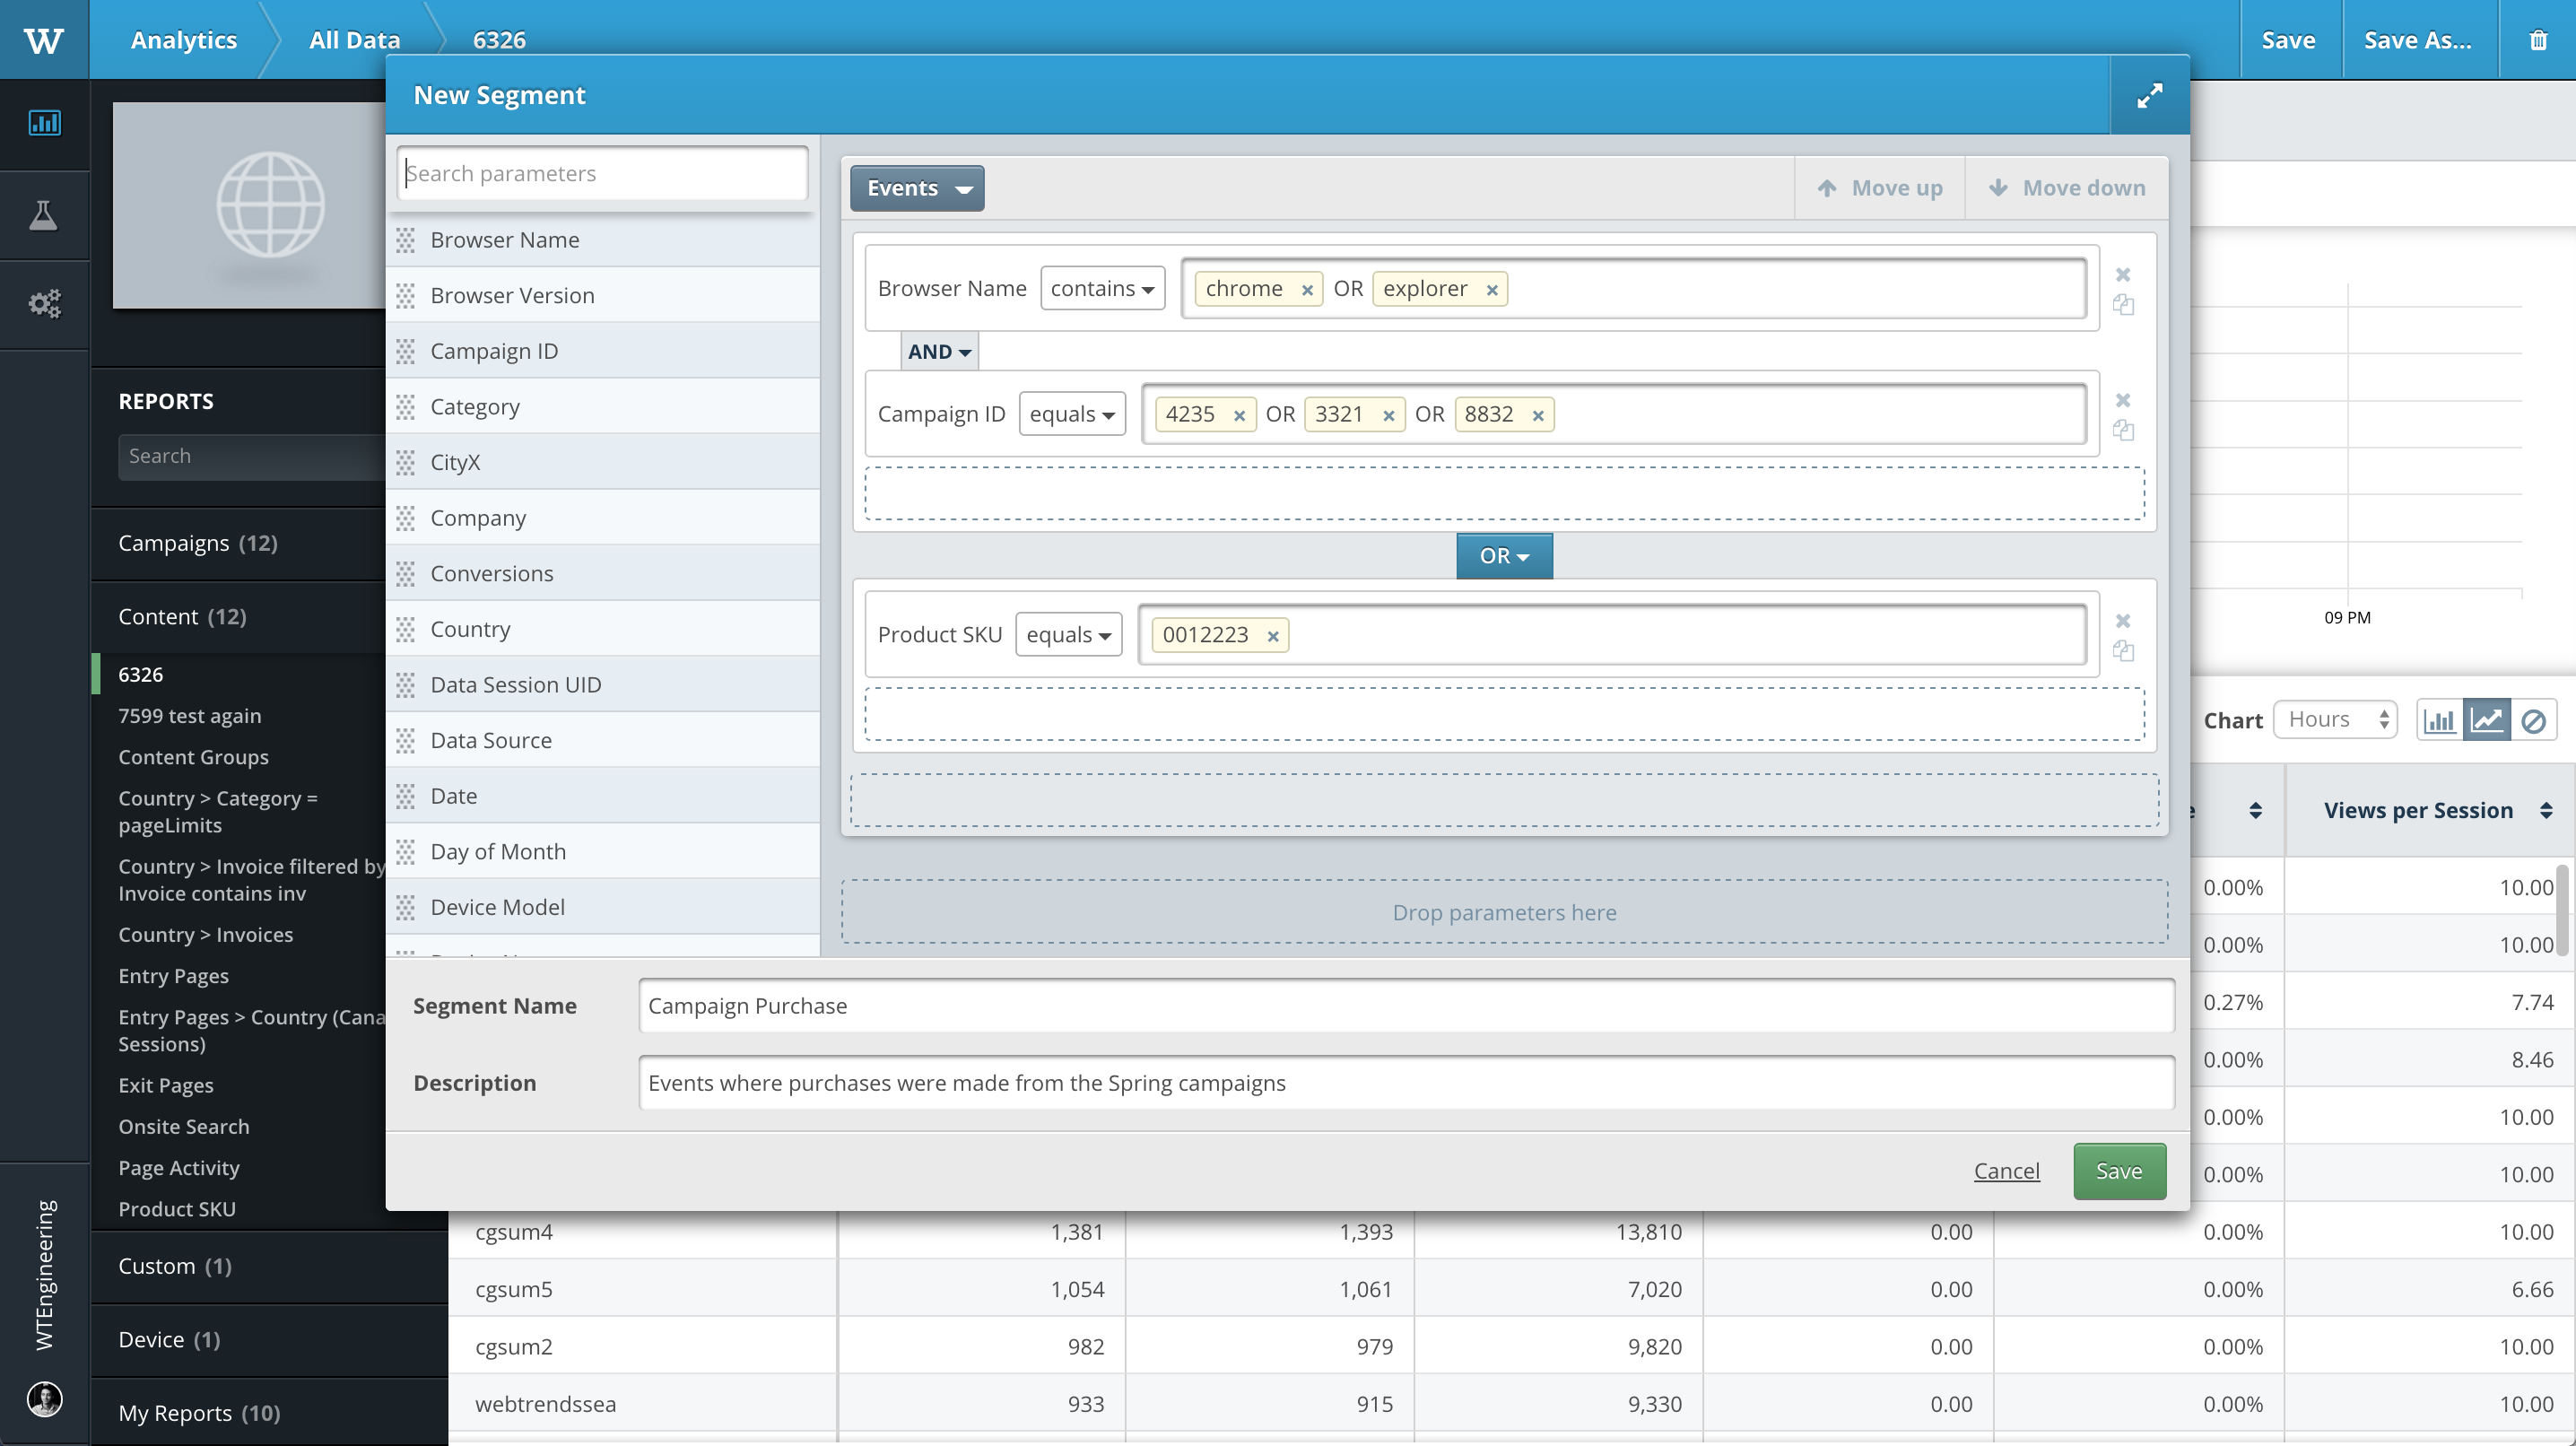 W Analytics All Data 6326 Save Save As...
New Segment
Search parameters
Browser Name
Browser Version
Campaign ID
Category
CityX
Company
Conversions
Country
Data Session UID
Data Source
Date
Day of Month
Device Model
Events Move up Move down
Browser Name contains chrome × OR explorer ×
AND
Campaign ID equals 4235 × OR 3321 × OR 8832 ×
OR
Product SKU equals 0012223 ×
Drop parameters here
Segment Name Campaign Purchase
Description Events where purchases were made from the Spring campaigns
Cancel Save
REPORTS
Search
Campaigns (12)
Content (12)
6326
7599 test again
Content Groups
Country > Category =
pageLimits
Country > Invoice filtered by
Invoice contains inv
Country > Invoices
Entry Pages
Entry Pages > Country (Cana
Sessions)
Exit Pages
Onsite Search
Page Activity
Product SKU
Custom (1)
Device (1)
My Reports (10)
WTEngineering
09 PM
Chart Hours
Views per Session
0.00% 10.00
0.00% 10.00
0.27% 7.74
0.00% 8.46
0.00% 10.00
0.00% 10.00
cgsum4 1,381 1,393 13,810 0.00 0.00% 10.00
cgsum5 1,054 1,061 7,020 0.00 0.00% 6.66
cgsum2 982 979 9,820 0.00 0.00% 10.00
webtrendssea 933 915 9,330 0.00 0.00% 10.00